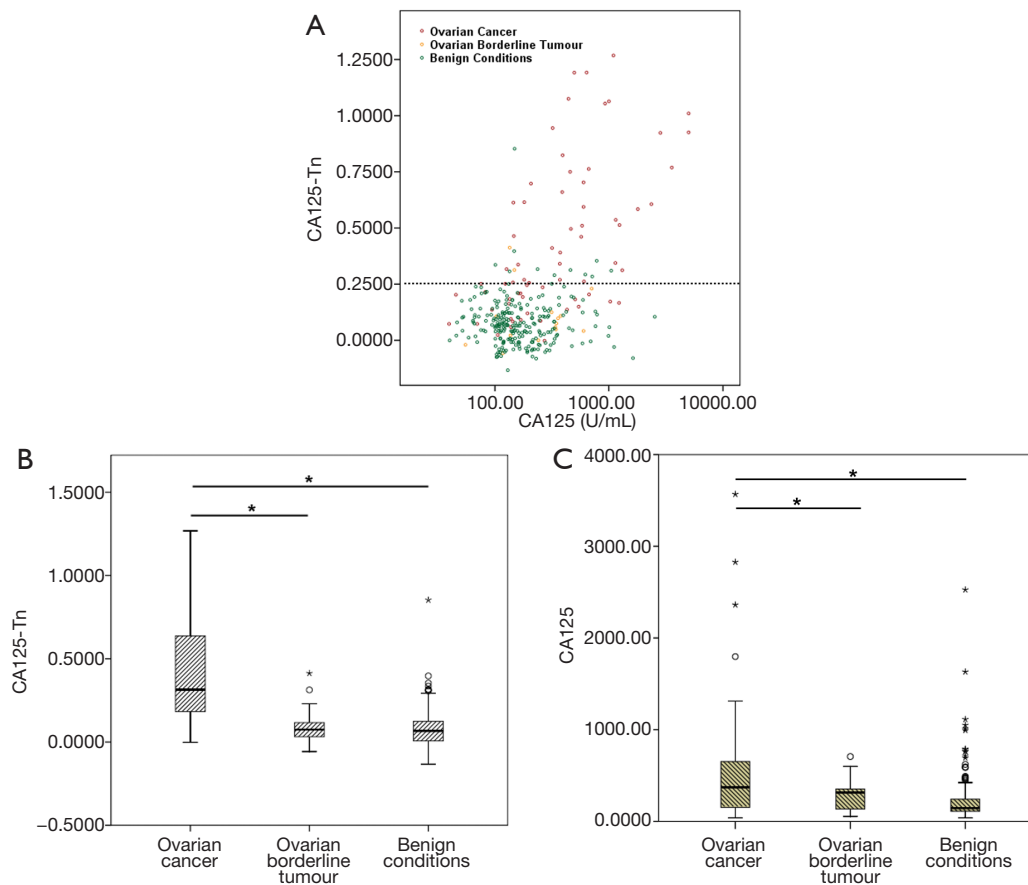 A
Ovarian Cancer
Ovarian Borderline Tumour
Benign Conditions
1.2500
1.0000
0.7500
0.5000
0.2500
0.0000
CA125-Tn
100.00
1000.00
10000.00
CA125 (U/mL)
B
1.5000
1.0000
0.5000
0.0000
–0.5000
CA125-Tn
*
*
Ovarian cancer
Ovarian borderline tumour
Benign conditions
C
4000.00
3000.00
2000.00
1000.00
0.0000
CA125
*
*
Ovarian cancer
Ovarian borderline tumour
Benign conditions